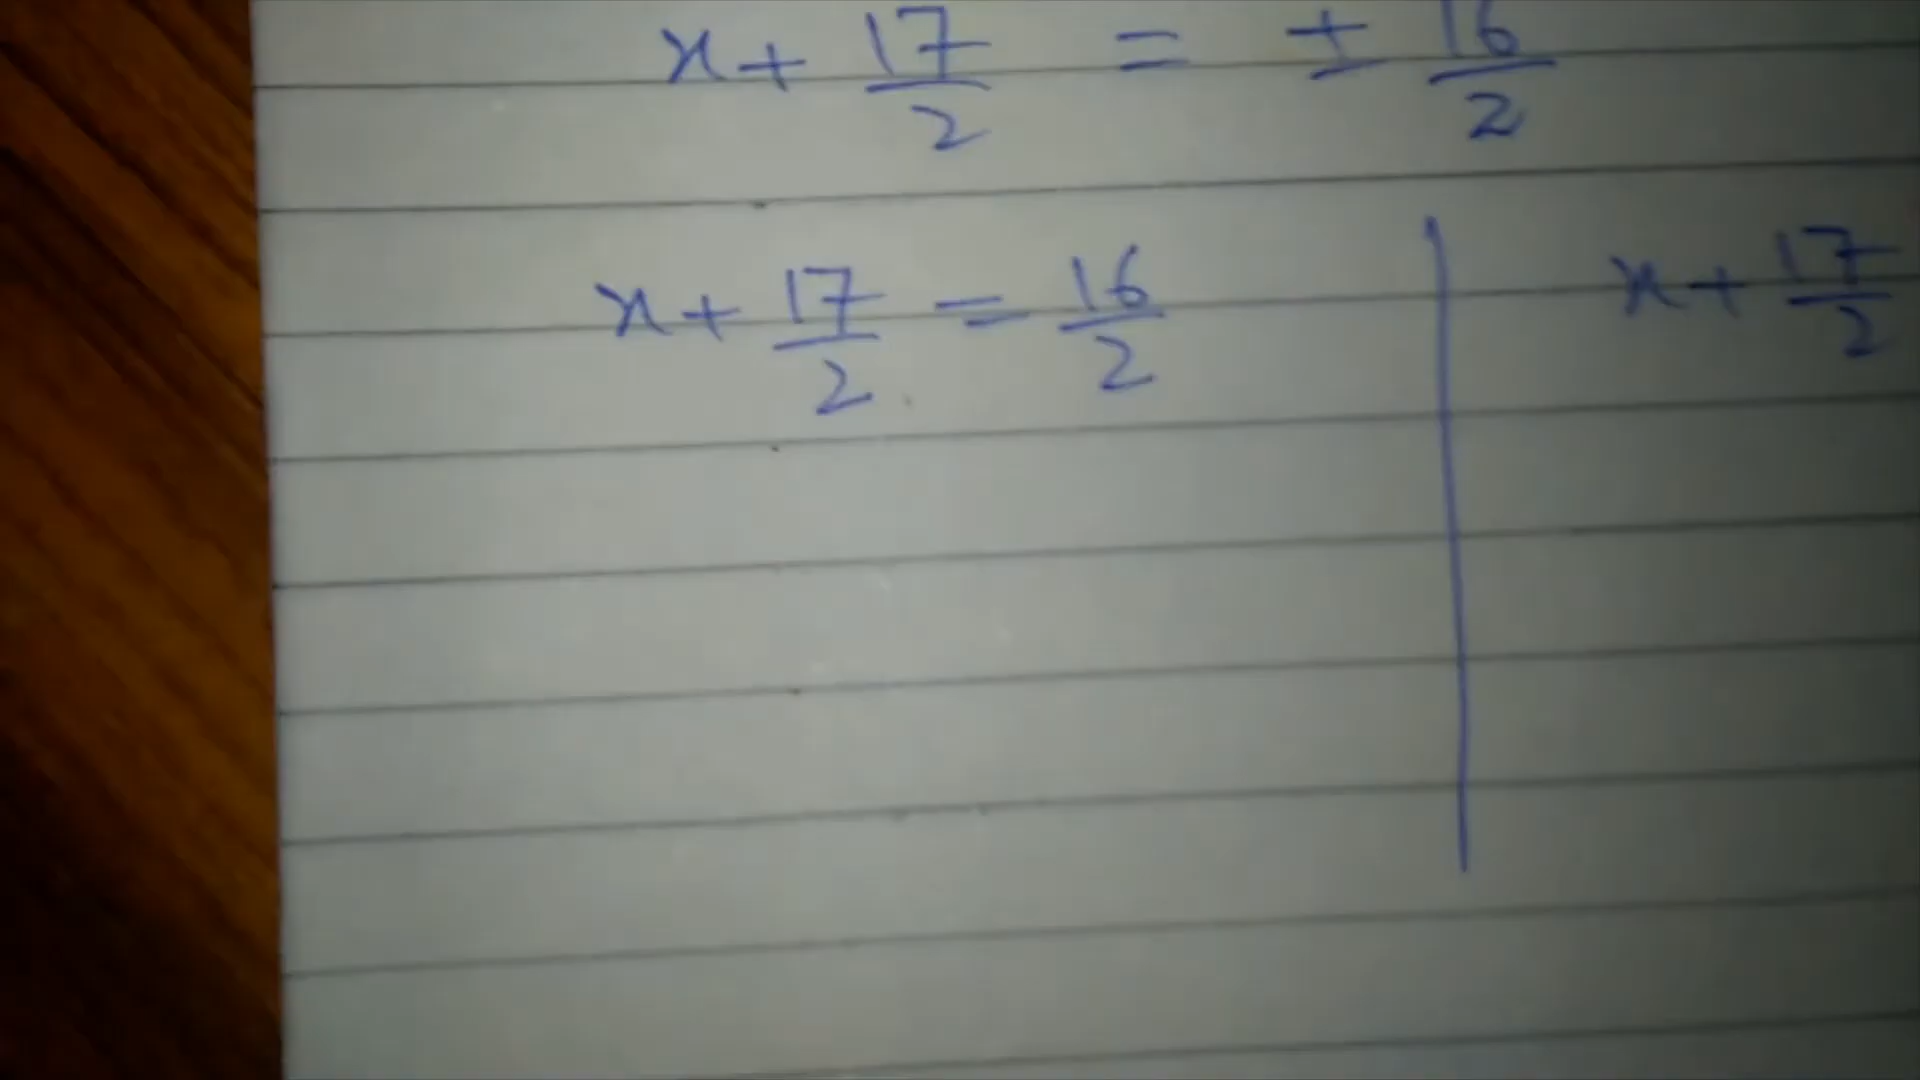 x + 17/2 = ± 16/2
x + 17/2 = 16/2 | x + 17/2